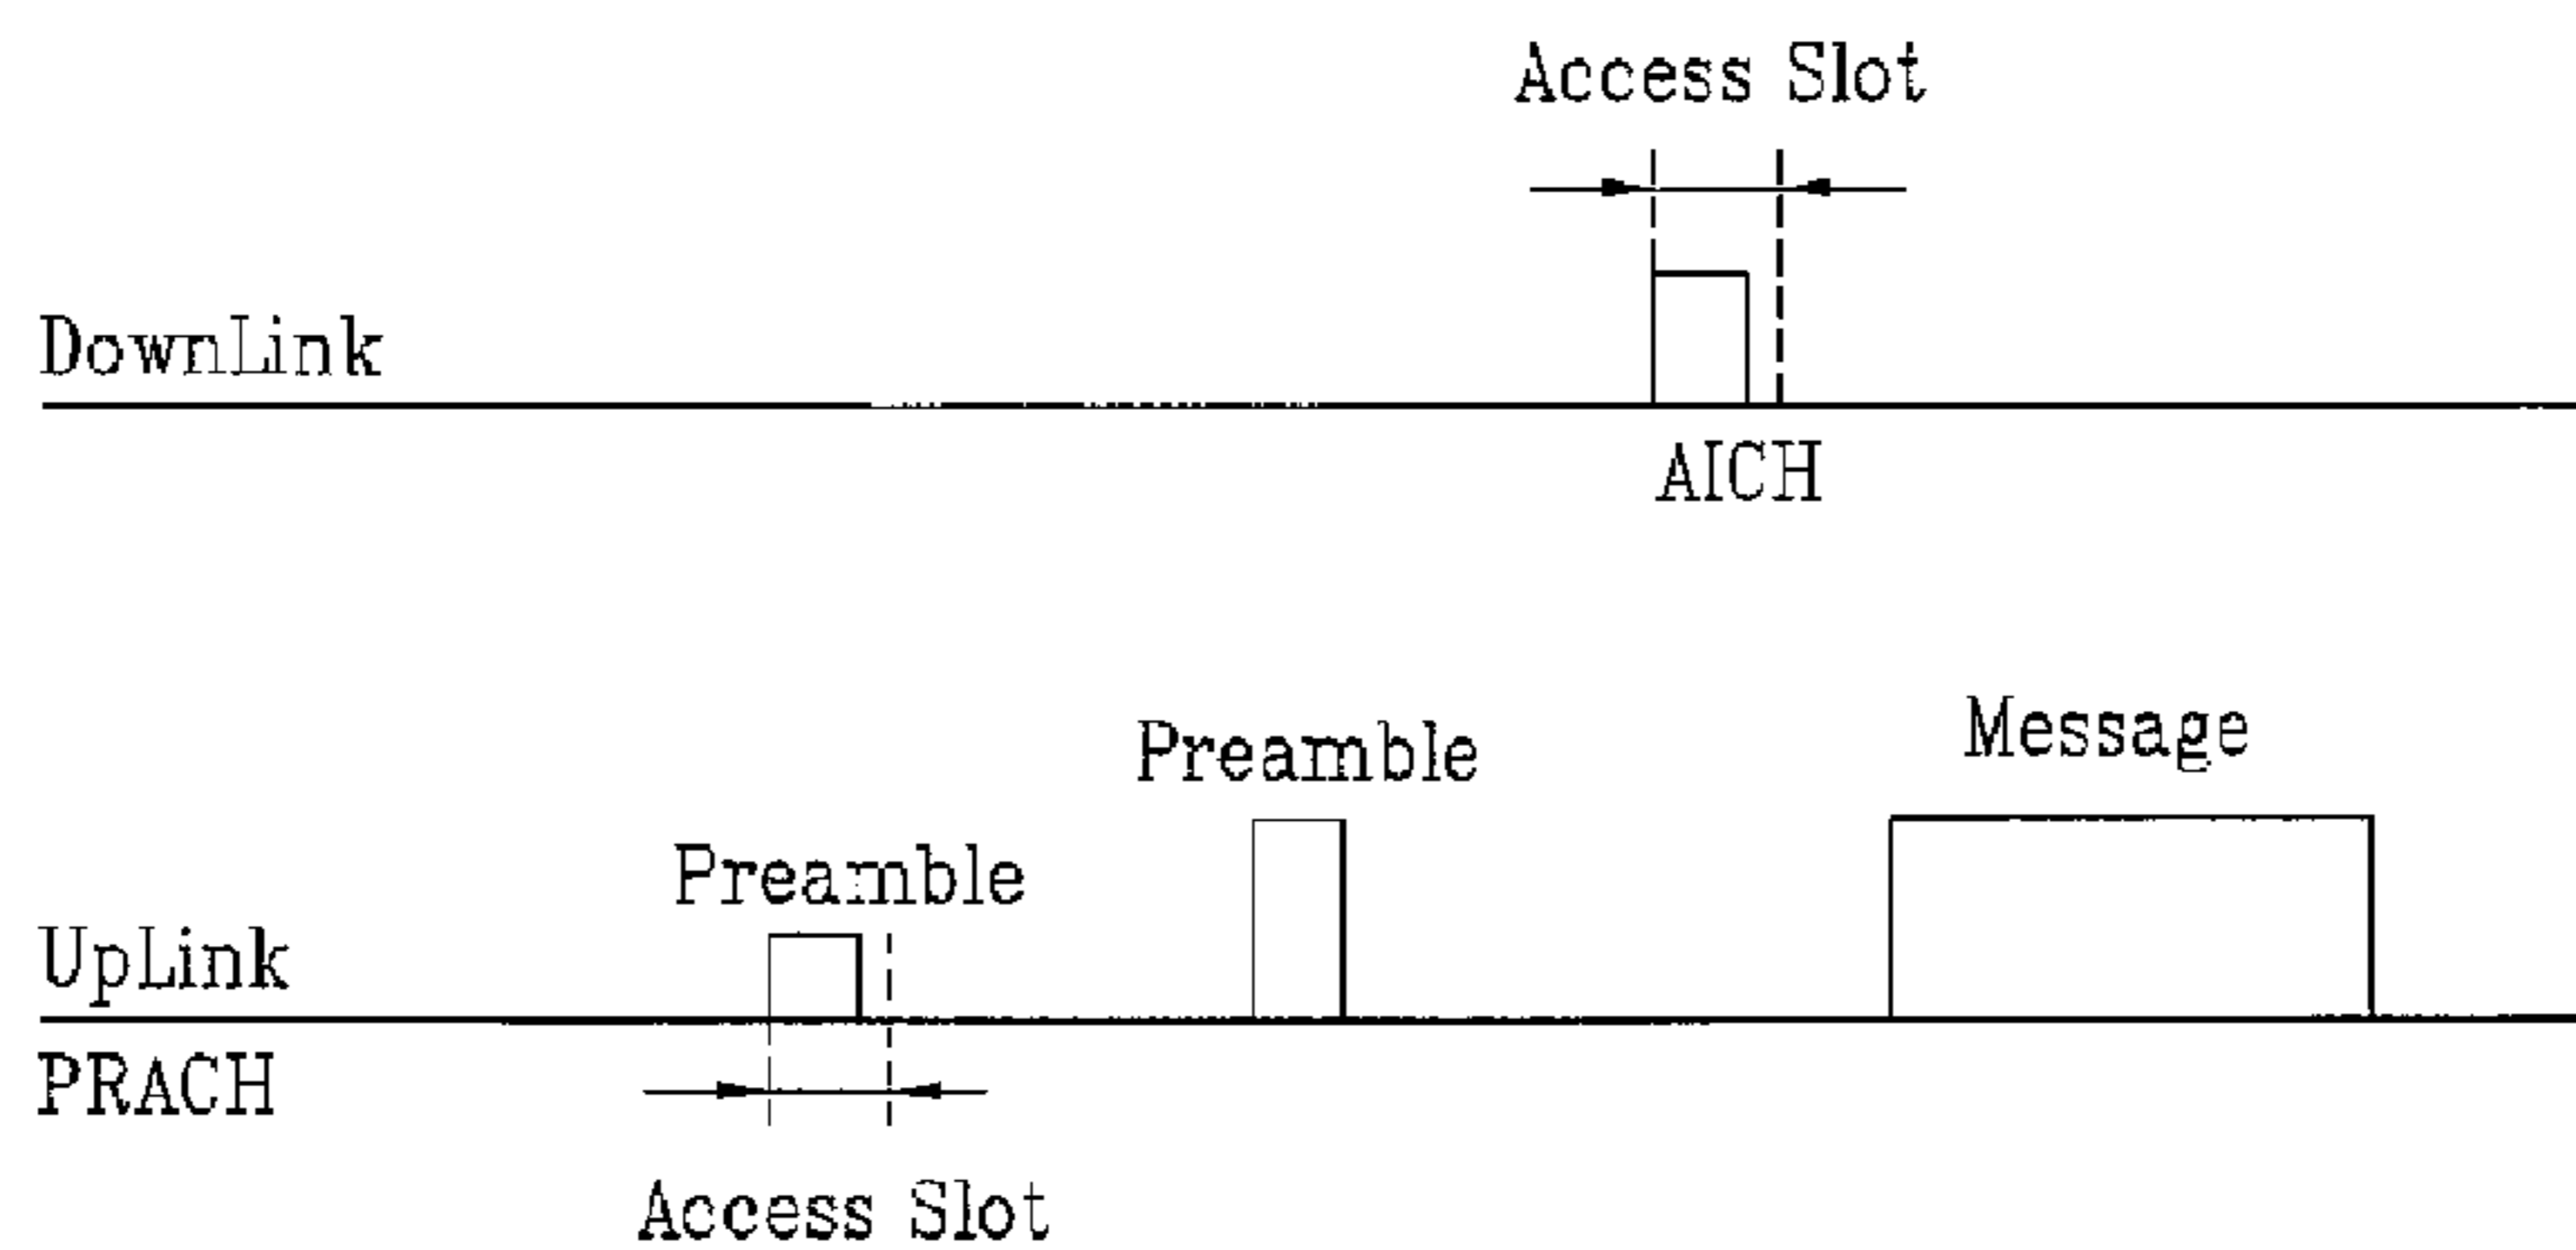 Access Slot
DownLink
AICH
Message
Preamble
Preamble
UpLink
PRACH
Access Slot